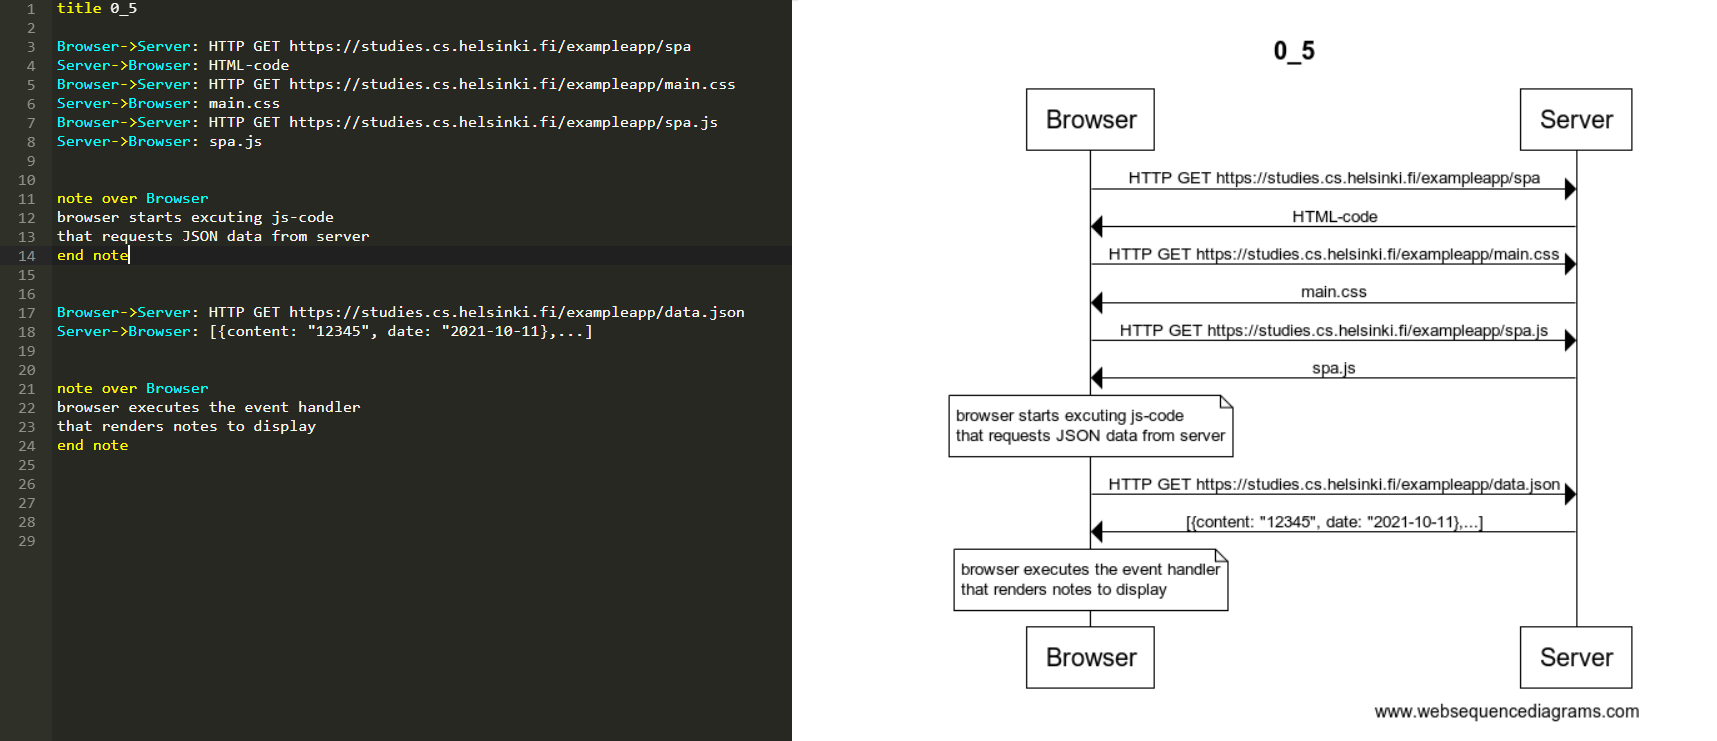 1 title 0_5
2
3 Browser->Server: HTTP GET https://studies.cs.helsinki.fi/exampleapp/spa
4 Server->Browser: HTML-code
5 Browser->Server: HTTP GET https://studies.cs.helsinki.fi/exampleapp/main.css
6 Server->Browser: main.css
7 Browser->Server: HTTP GET https://studies.cs.helsinki.fi/exampleapp/spa.js
8 Server->Browser: spa.js
9
10
11 note over Browser
12 browser starts excuting js-code
13 that requests JSON data from server
14 end note
15
16
17 Browser->Server: HTTP GET https://studies.cs.helsinki.fi/exampleapp/data.json
18 Server->Browser: [{content: "12345", date: "2021-10-11},...]
19
20
21 note over Browser
22 browser executes the event handler
23 that renders notes to display
24 end note
25
26
27
28
29
0_5
Browser Server
HTTP GET https://studies.cs.helsinki.fi/exampleapp/spa
HTML-code
HTTP GET https://studies.cs.helsinki.fi/exampleapp/main.css
main.css
HTTP GET https://studies.cs.helsinki.fi/exampleapp/spa.js
spa.js
browser starts excuting js-code
that requests JSON data from server
HTTP GET https://studies.cs.helsinki.fi/exampleapp/data.json
[{content: "12345", date: "2021-10-11},...]
browser executes the event handler
that renders notes to display
Browser Server
www.websequencediagrams.com